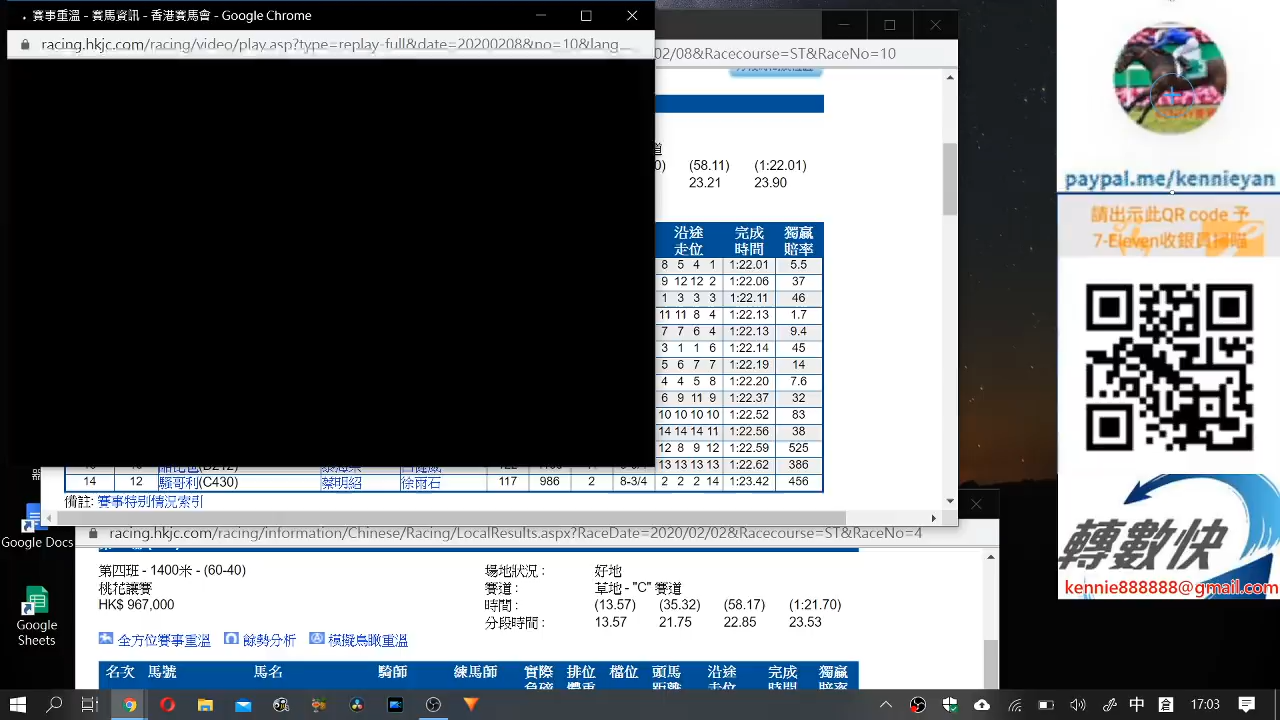 賽事重溫 - 賽馬資訊 - 香港賽馬會 - Google Chrome
racing.hkjc.com/racing/video/play.asp?type=replay-full&date=20200208&no=10&lang
02/08&Racecourse=ST&RaceNo=10
(58.11) (1:22.01)
23.21 23.90
沿途走位 完成時間 獨贏賠率
8 5 4 1 1:22.01 5.5
9 12 12 2 1:22.06 37
1 3 3 3 1:22.11 46
11 11 8 4 1:22.13 1.7
7 7 6 4 1:22.13 9.4
3 1 1 6 1:22.14 45
5 6 7 7 1:22.19 14
4 4 5 8 1:22.20 7.6
6 9 11 9 1:22.37 32
10 10 10 10 1:22.52 83
14 14 14 11 1:22.56 38
12 8 9 12 1:22.59 525
13 13 13 13 1:22.62 386
14 12 縣哥利(C430) 蔡明紹 徐雨石 117 986 2 8-3/4 2 2 2 14 1:23.42 456
備註: 賽事特別情況索引
racing.hkjc.com/racing/information/Chinese/Racing/LocalResults.aspx?RaceDate=2020/12/02&Racecourse=ST&RaceNo=4
第四班 - 1400米 - (60-40) 場地狀況 : 好地
桃花讓賽 賽道 : 草地 - "C" 賽道
HK$ 967,000 時間 : (13.57) (35.32) (58.17) (1:21.70)
分段時間 : 13.57 21.75 22.85 23.53
全方位賽事重溫 餘勢分析 模擬鳥瞰重溫
名次 馬號 馬名 騎師 練馬師 實際 排位 檔位 頭馬 沿途 完成 獨贏
Google Docs
Google Sheets
paypal.me/kennieyan
請出示此QR code 予
7-Eleven收銀員掃瞄
轉數快
kennie888888@gmail.com
中 倉 17:03